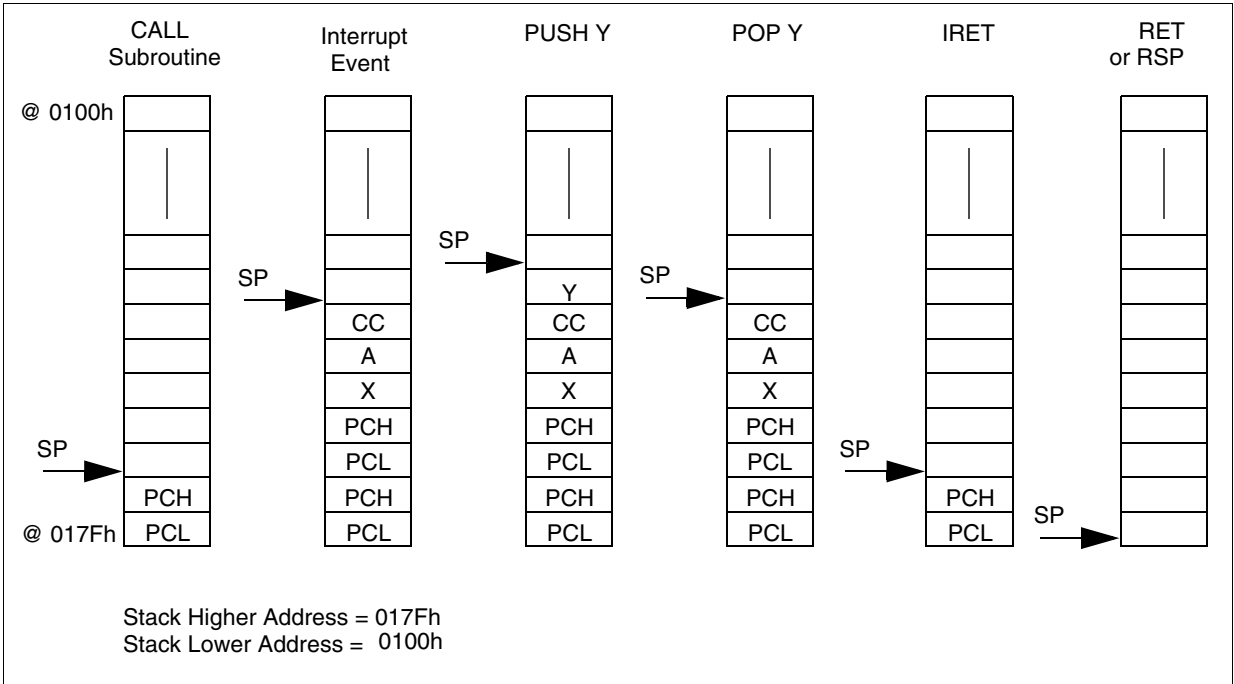 CALL
Subroutine
Interrupt
Event
PUSH Y
POP Y
IRET
RET
or RSP
@ 0100h
SP
SP
SP
Y
SP
CC
CC
CC
A
A
A
X
X
X
PCH
PCH
PCH
SP
PCL
PCL
PCL
SP
PCH
PCH
PCH
PCH
PCH
@ 017Fh
PCL
PCL
PCL
PCL
PCL
SP
Stack Higher Address = 017Fh
Stack Lower Address = 0100h